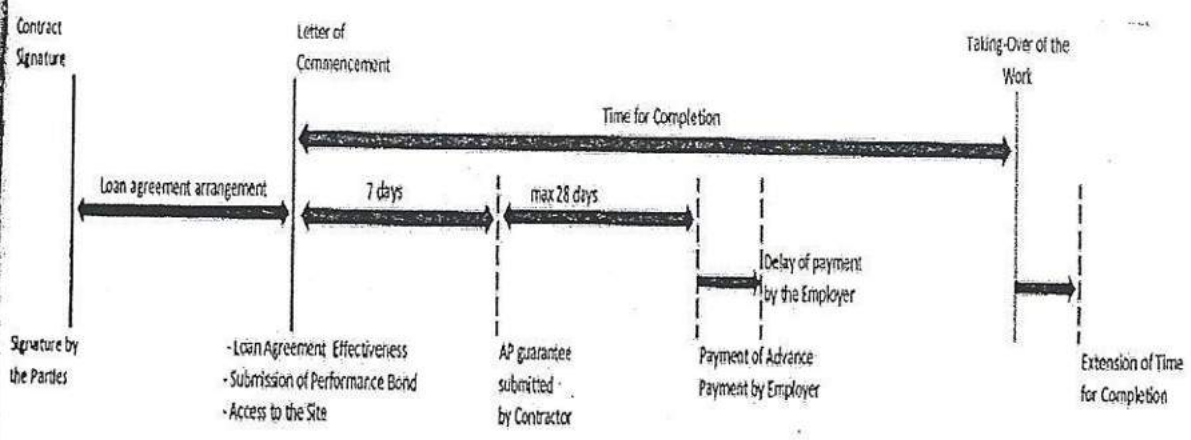 Contract
Signature
Letter of
Commencement
Taking-Over of the
Work
Time for Completion
Loan agreement arrangement
7 days
max 28 days
Delay of payment
by the Employer
Signature by
the Parties
- Loan Agreement Effectiveness
- Submission of Performance Bond
- Access to the Site
AP guarantee
submitted
by Contractor
Payment of Advance
Payment by Employer
Extension of Time
for Completion